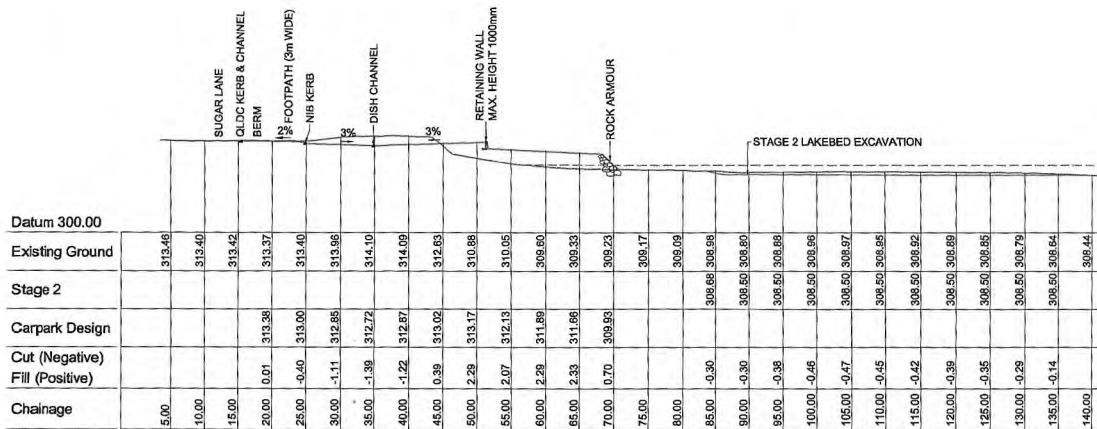 SUGAR LANE
QLDC KERB & CHANNEL
BERM
FOOTPATH (3m WIDE)
2%
NIB KERB
3%
DISH CHANNEL
3%
RETAINING WALL
MAX. HEIGHT 1000mm
ROCK ARMOUR
STAGE 2 LAKEBED EXCAVATION
Datum 300.00
Existing Ground 313.46 313.40 313.42 313.37 313.40 313.96 314.10 314.09 312.63 310.88 310.05 309.60 309.33 309.23 309.17 309.09 308.98 308.80 308.88 308.96 308.97 308.95 308.92 308.89 308.85 308.79 308.64 308.44
Stage 2 308.68 308.50 308.50 308.50 308.50 308.50 308.50 308.50 308.50 308.50 308.50
Carpark Design 313.38 313.00 312.85 312.72 312.87 313.02 313.17 312.13 311.89 311.66 309.93
Cut (Negative)
Fill (Positive) 0.01 -0.40 -1.11 -1.39 -1.22 0.39 2.29 2.07 2.29 2.33 0.70 -0.30 -0.30 -0.38 -0.46 -0.47 -0.45 -0.42 -0.39 -0.35 -0.29 -0.14
Chainage 5.00 10.00 15.00 20.00 25.00 30.00 35.00 40.00 45.00 50.00 55.00 60.00 65.00 70.00 75.00 80.00 85.00 90.00 95.00 100.00 105.00 110.00 115.00 120.00 125.00 130.00 135.00 140.00